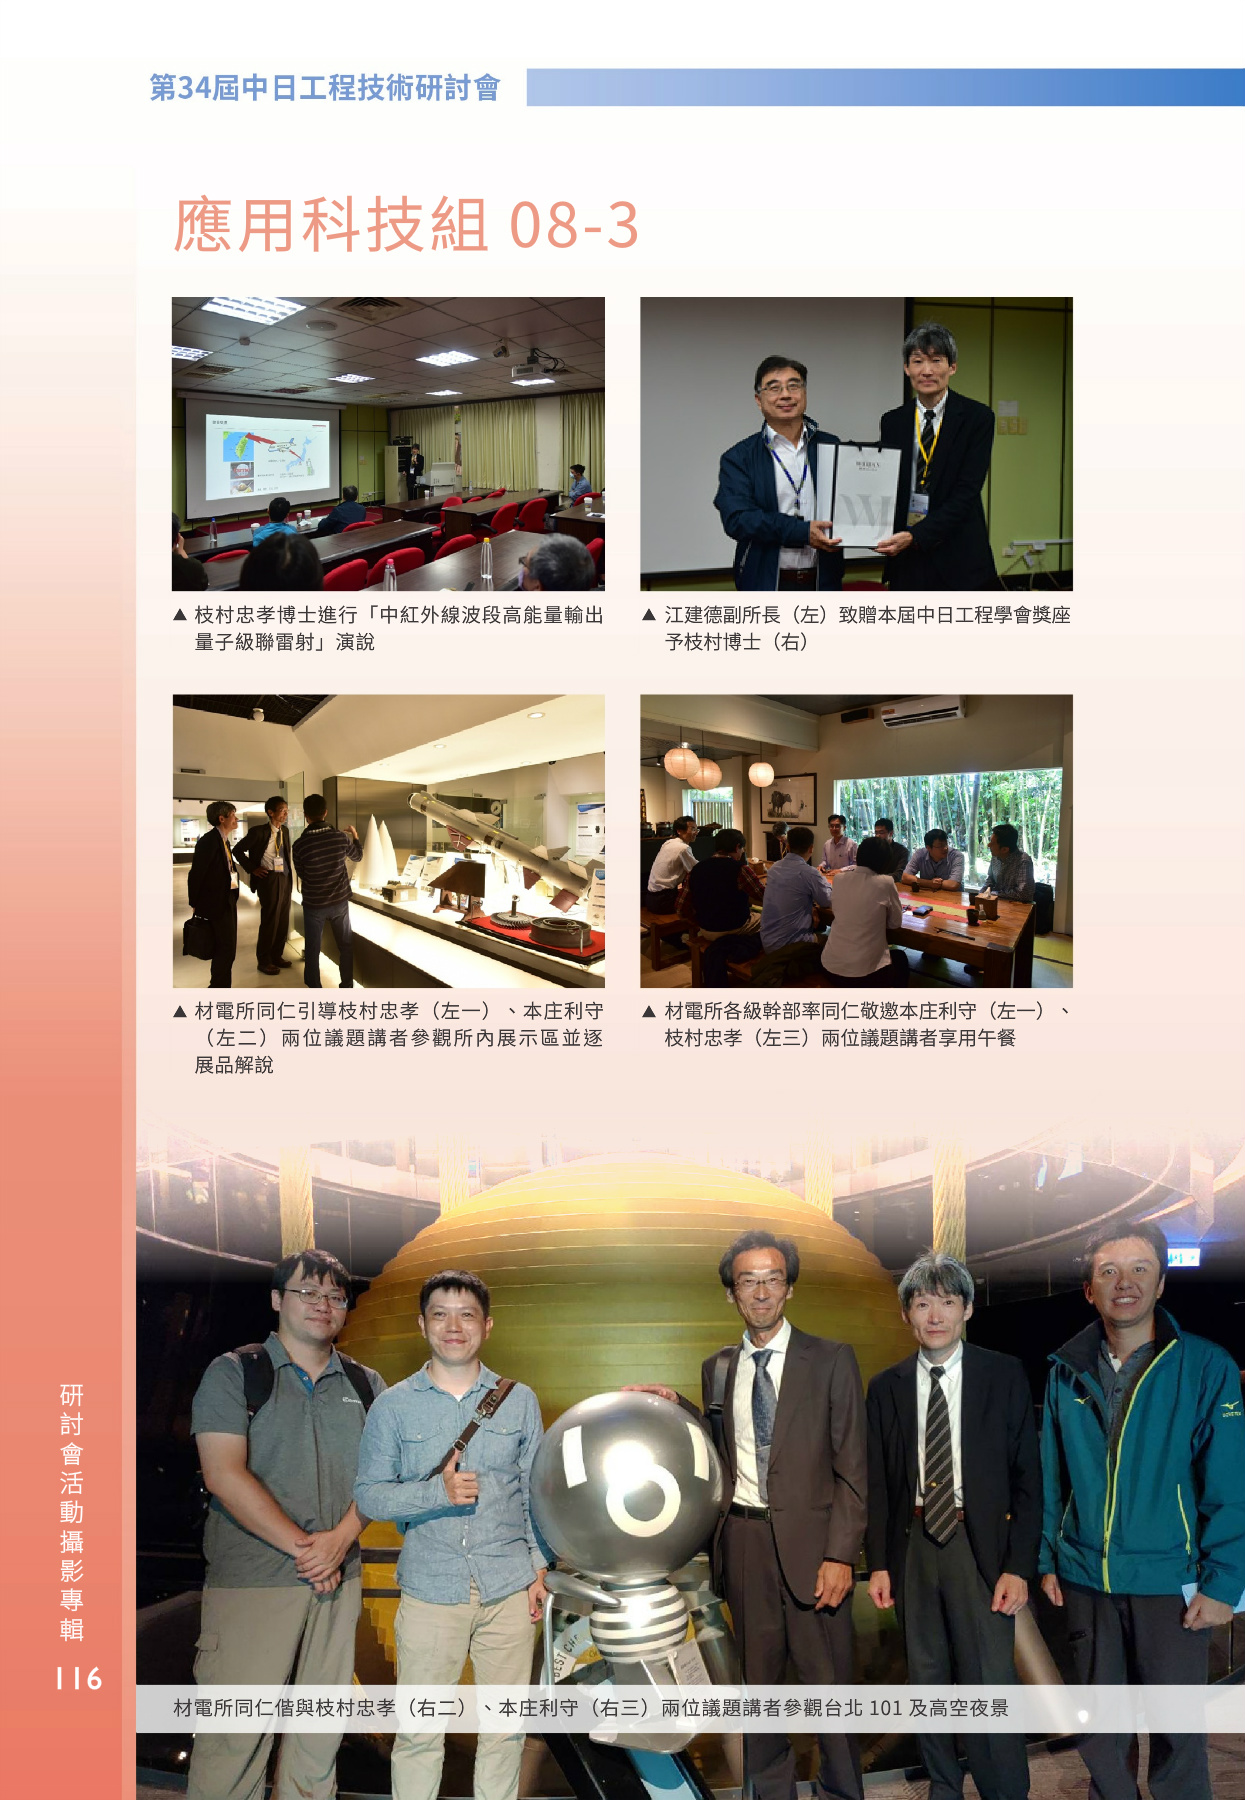 第34屆中日工程技術研討會
應用科技組 08-3
▲ 枝村忠孝博士進行「中紅外線波段高能量輸出
量子級聯雷射」演說
▲ 江建德副所長（左）致贈本屆中日工程學會獎座
予枝村博士（右）
▲ 材電所同仁引導枝村忠孝（左一）、本庄利守
（左二）兩位議題講者參觀所內展示區並逐
展品解說
▲ 材電所各級幹部率同仁敬邀本庄利守（左一）、
枝村忠孝（左三）兩位議題講者享用午餐
材電所同仁偕與枝村忠孝（右二）、本庄利守（右三）兩位議題講者參觀台北 101 及高空夜景
研討會活動攝影專輯
116